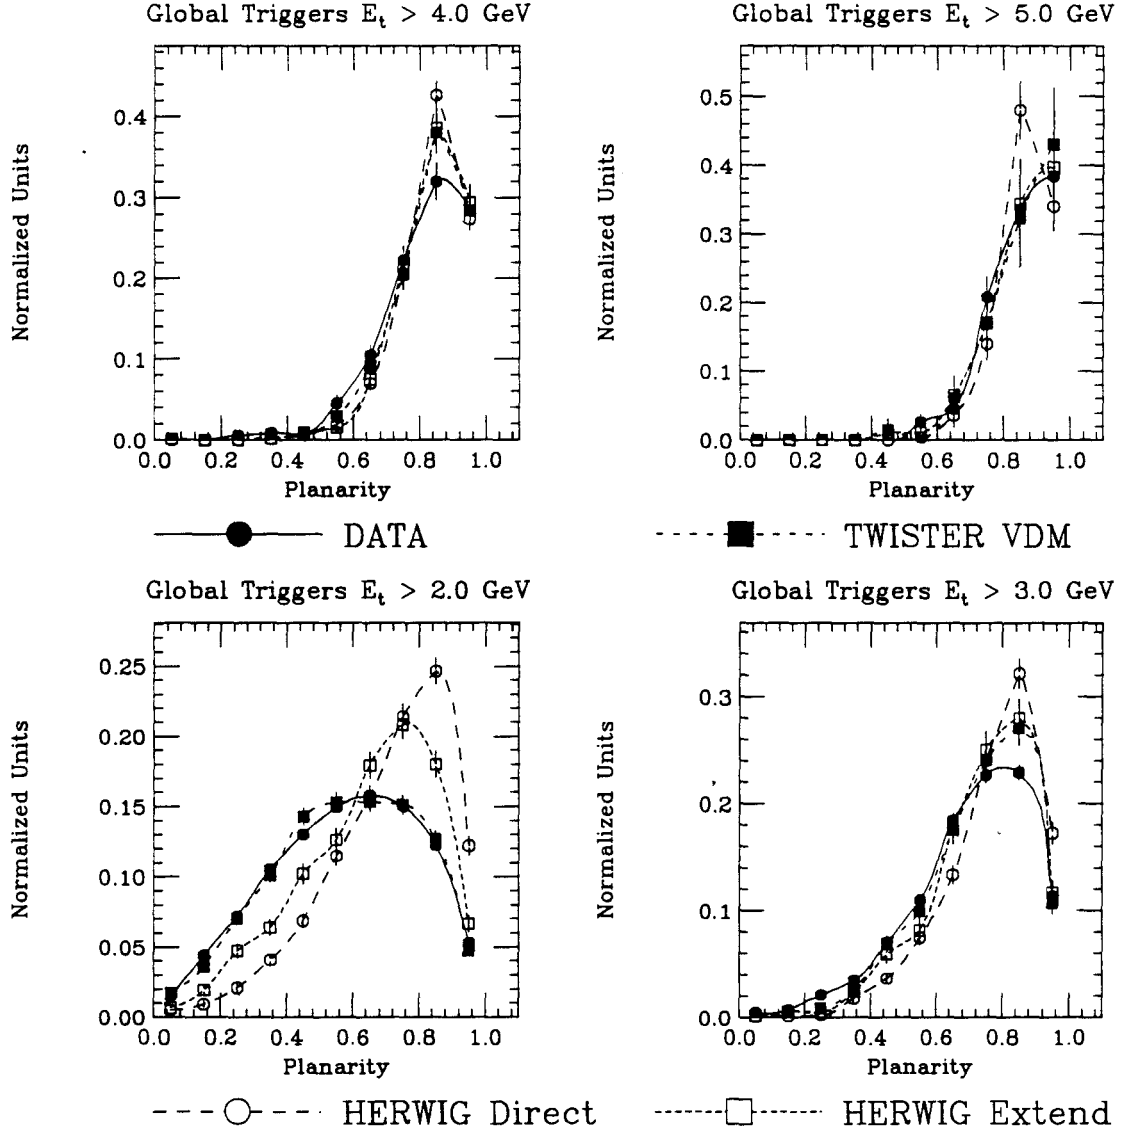 Global Triggers Et > 4.0 GeV
Global Triggers Et > 5.0 GeV
Normalized Units
0.4
0.3
0.2
0.1
0.0
0.0 0.2 0.4 0.6 0.8 1.0
Planarity
Normalized Units
0.5
0.4
0.3
0.2
0.1
0.0
0.0 0.2 0.4 0.6 0.8 1.0
Planarity
DATA
TWISTER VDM
Global Triggers Et > 2.0 GeV
Global Triggers Et > 3.0 GeV
Normalized Units
0.25
0.20
0.15
0.10
0.05
0.00
0.0 0.2 0.4 0.6 0.8 1.0
Planarity
Normalized Units
0.3
0.2
0.1
0.0
0.0 0.2 0.4 0.6 0.8 1.0
Planarity
HERWIG Direct
HERWIG Extend